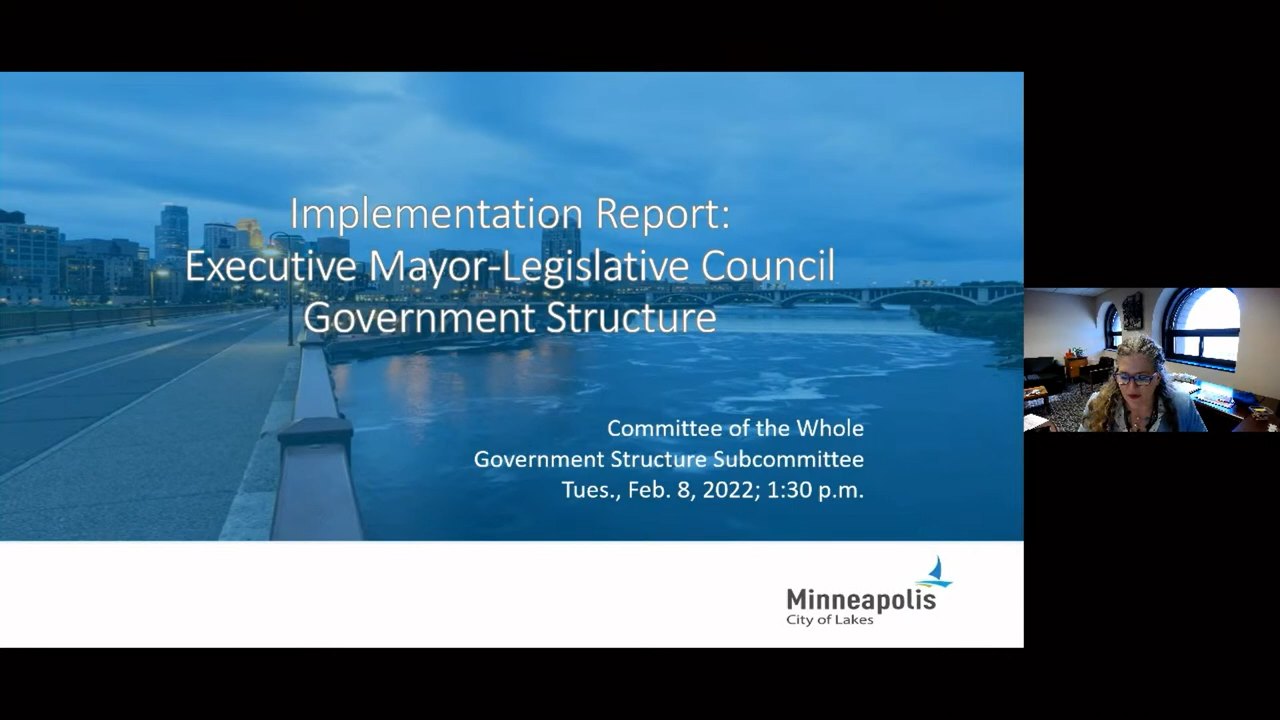 Implementation Report:
Executive Mayor-Legislative Council
Government Structure
Committee of the Whole
Government Structure Subcommittee
Tues., Feb. 8, 2022; 1:30 p.m.
Minneapolis
City of Lakes